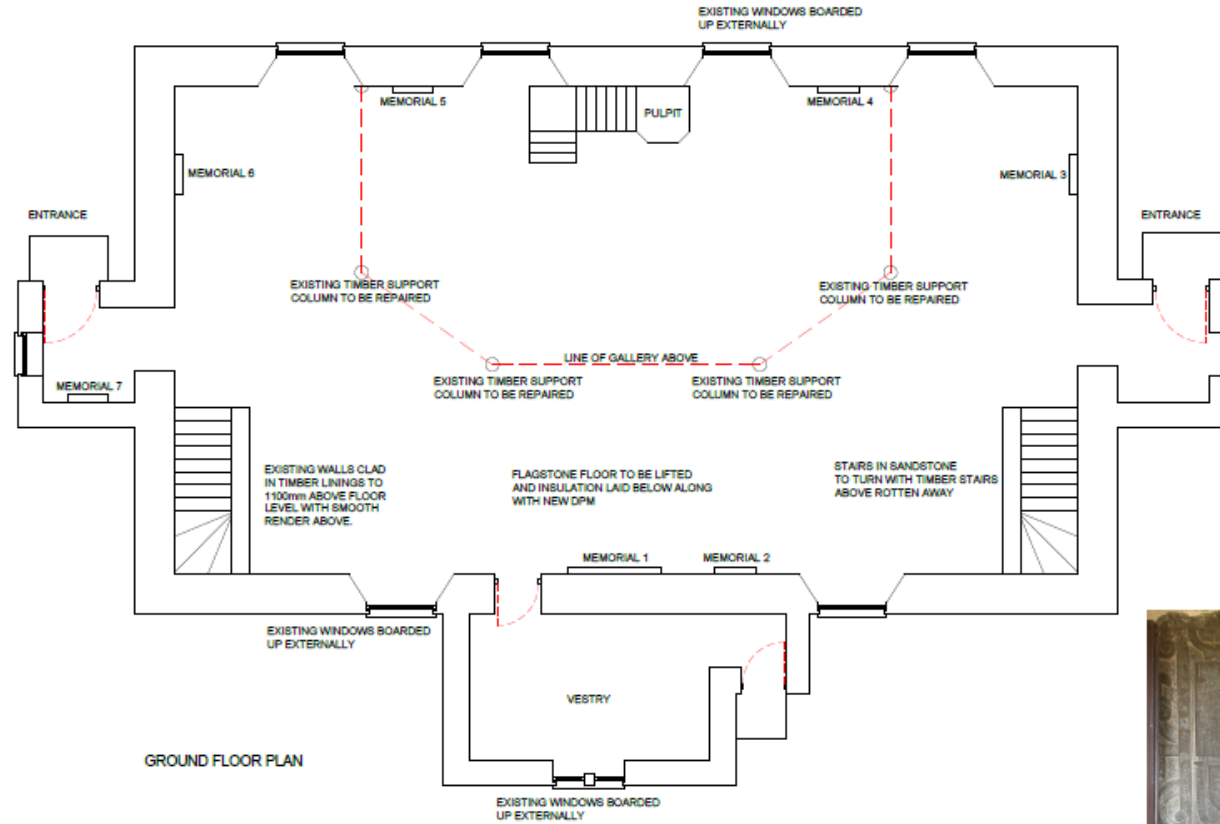 EXISTING WINDOWS BOARDED
UP EXTERNALLY
MEMORIAL 5
MEMORIAL 4
PULPIT
MEMORIAL 6
MEMORIAL 3
ENTRANCE
ENTRANCE
EXISTING TIMBER SUPPORT
COLUMN TO BE REPAIRED
EXISTING TIMBER SUPPORT
COLUMN TO BE REPAIRED
LINE OF GALLERY ABOVE
EXISTING TIMBER SUPPORT
COLUMN TO BE REPAIRED
EXISTING TIMBER SUPPORT
COLUMN TO BE REPAIRED
MEMORIAL 7
EXISTING WALLS CLAD
IN TIMBER LININGS TO
1100mm ABOVE FLOOR
LEVEL WITH SMOOTH
RENDER ABOVE.
FLAGSTONE FLOOR TO BE LIFTED
AND INSULATION LAID BELOW ALONG
WITH NEW DPM
STAIRS IN SANDSTONE
TO TURN WITH TIMBER STAIRS
ABOVE ROTTEN AWAY
MEMORIAL 1
MEMORIAL 2
EXISTING WINDOWS BOARDED
UP EXTERNALLY
VESTRY
GROUND FLOOR PLAN
EXISTING WINDOWS BOARDED
UP EXTERNALLY